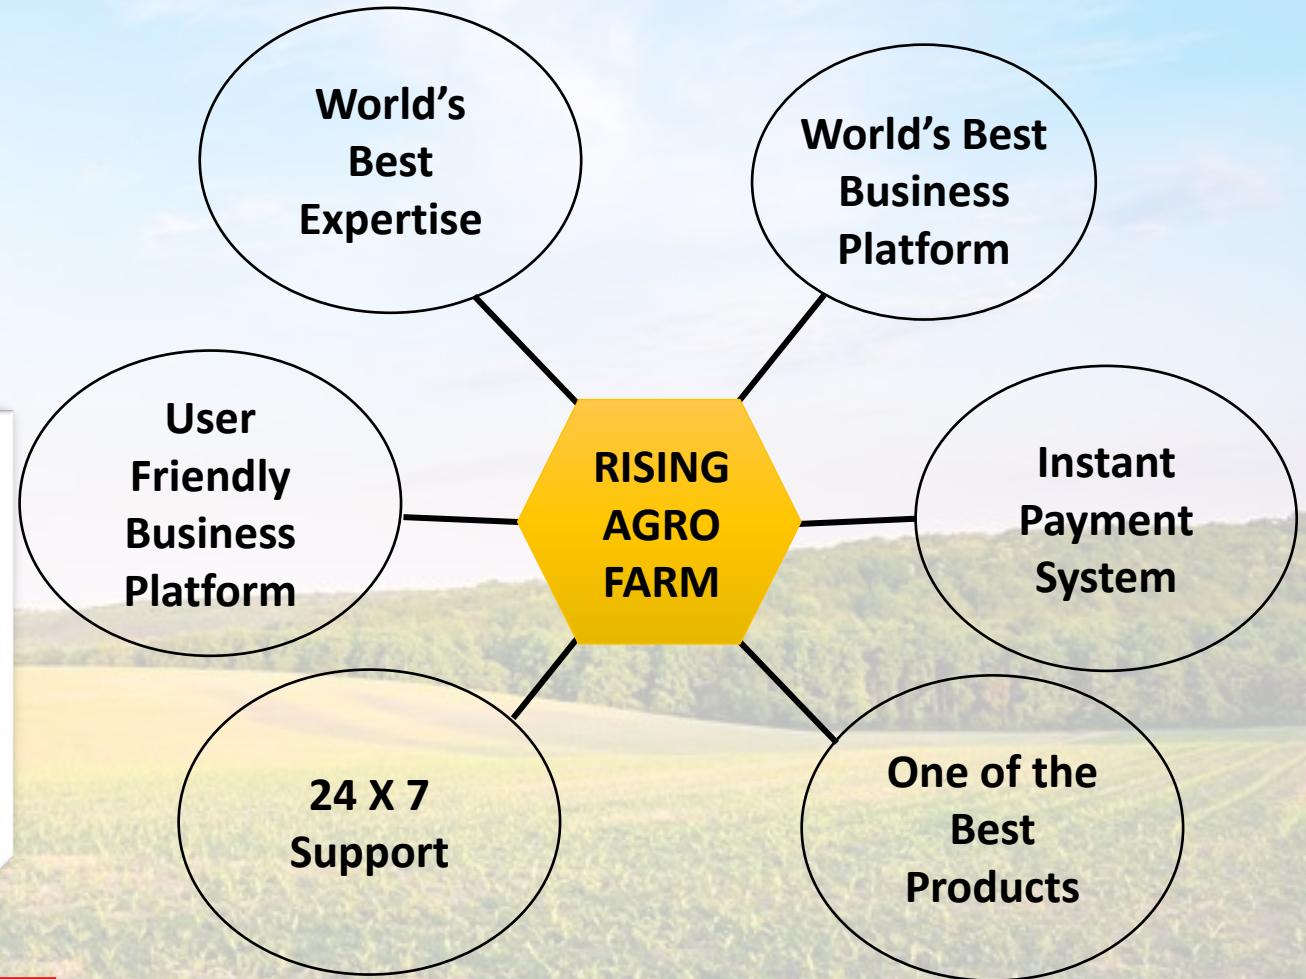 World’s
Best
Expertise
World’s Best
Business
Platform
User
Friendly
Business
Platform
RISING
AGRO
FARM
Instant
Payment
System
24 X 7
Support
One of the
Best
Products